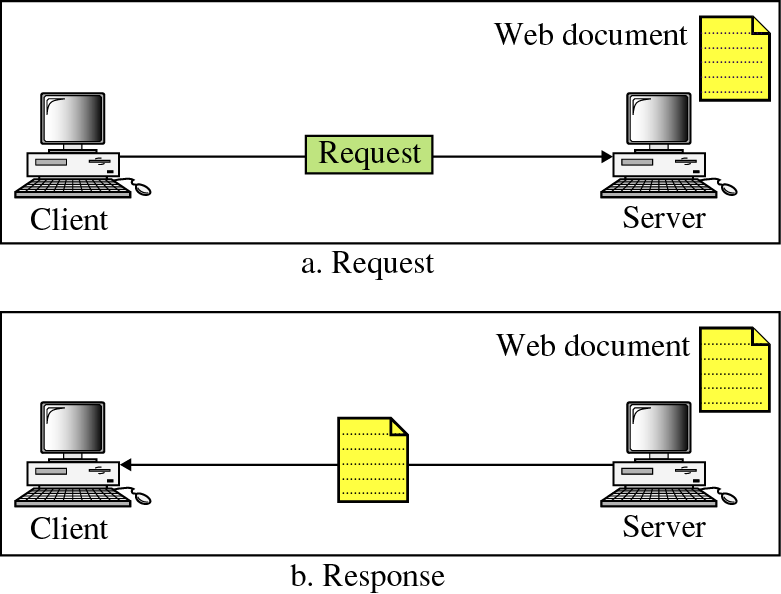 Web document
Request
Client
Server
a. Request
Web document
Client
Server
b. Response